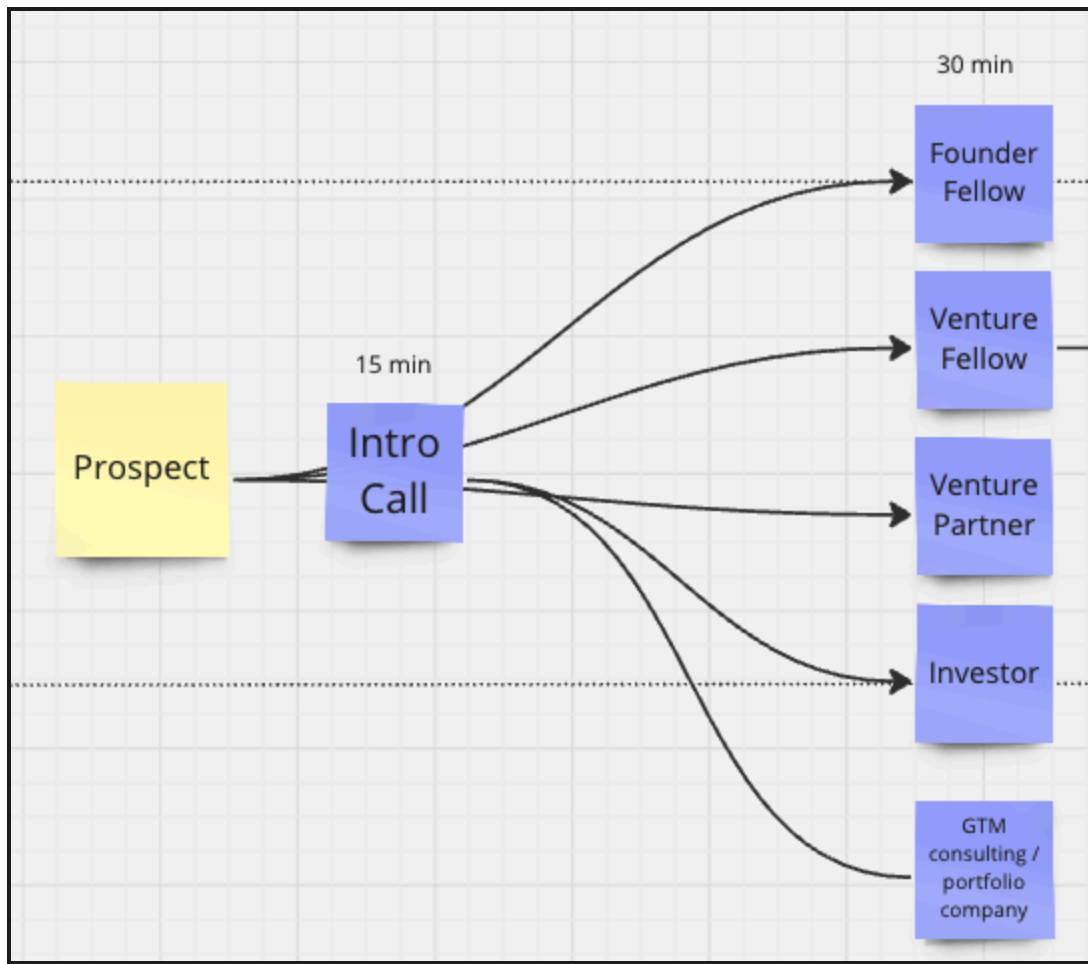 30 min
Founder
Fellow
Venture
Fellow
15 min
Prospect
Intro
Call
Venture
Partner
Investor
GTM
consulting /
portfolio
company